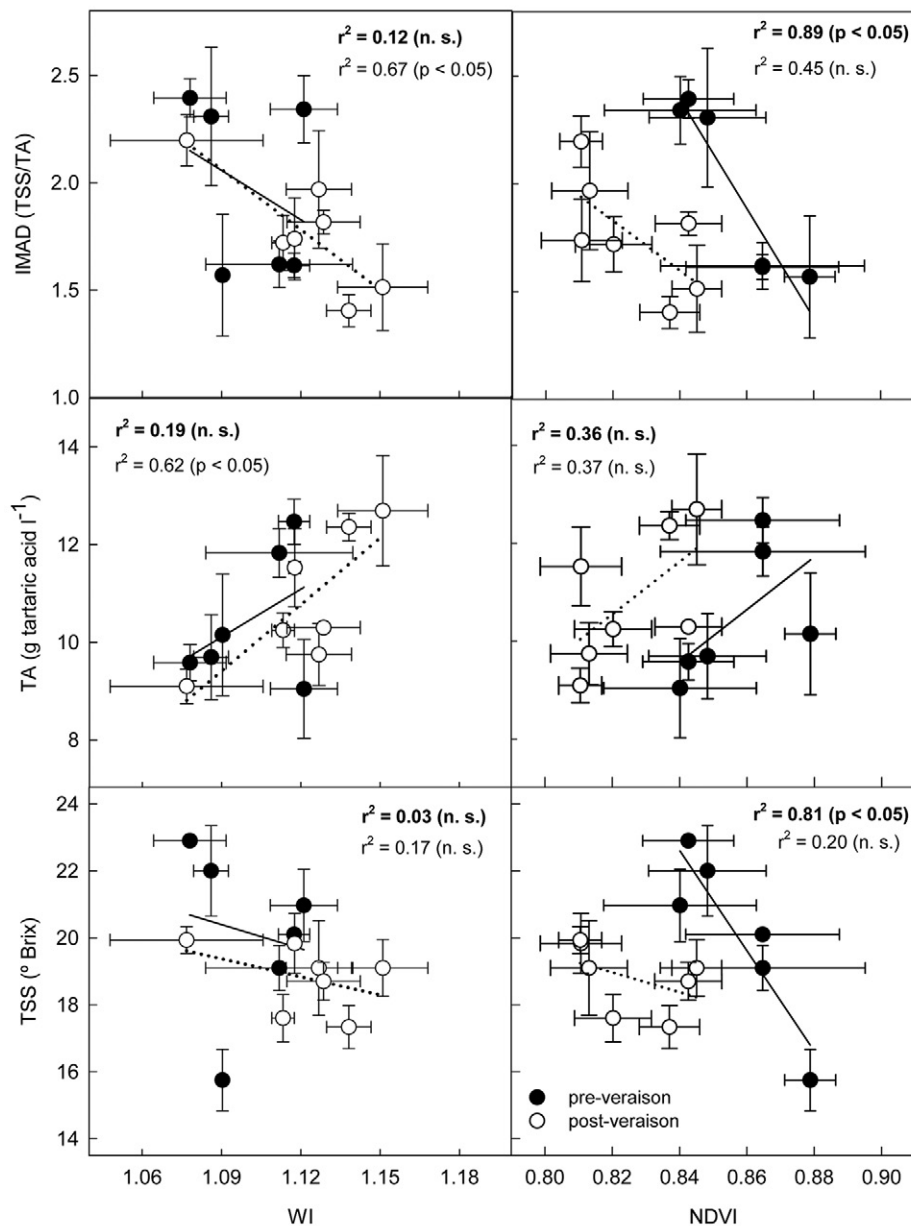 r² = 0.12 (n. s.)
r² = 0.67 (p < 0.05)
r² = 0.89 (p < 0.05)
r² = 0.45 (n. s.)
IMAD (TSS/TA)
2.5
2.0
1.5
1.0
r² = 0.19 (n. s.)
r² = 0.62 (p < 0.05)
r² = 0.36 (n. s.)
r² = 0.37 (n. s.)
TA (g tartaric acid l⁻¹)
14
12
10
8
r² = 0.03 (n. s.)
r² = 0.17 (n. s.)
r² = 0.81 (p < 0.05)
r² = 0.20 (n. s.)
TSS (º Brix)
24
22
20
18
16
14
pre-veraison
post-veraison
1.06 1.09 1.12 1.15
0.80 0.82 0.84 0.86 0.88 0.90
WI
NDVI